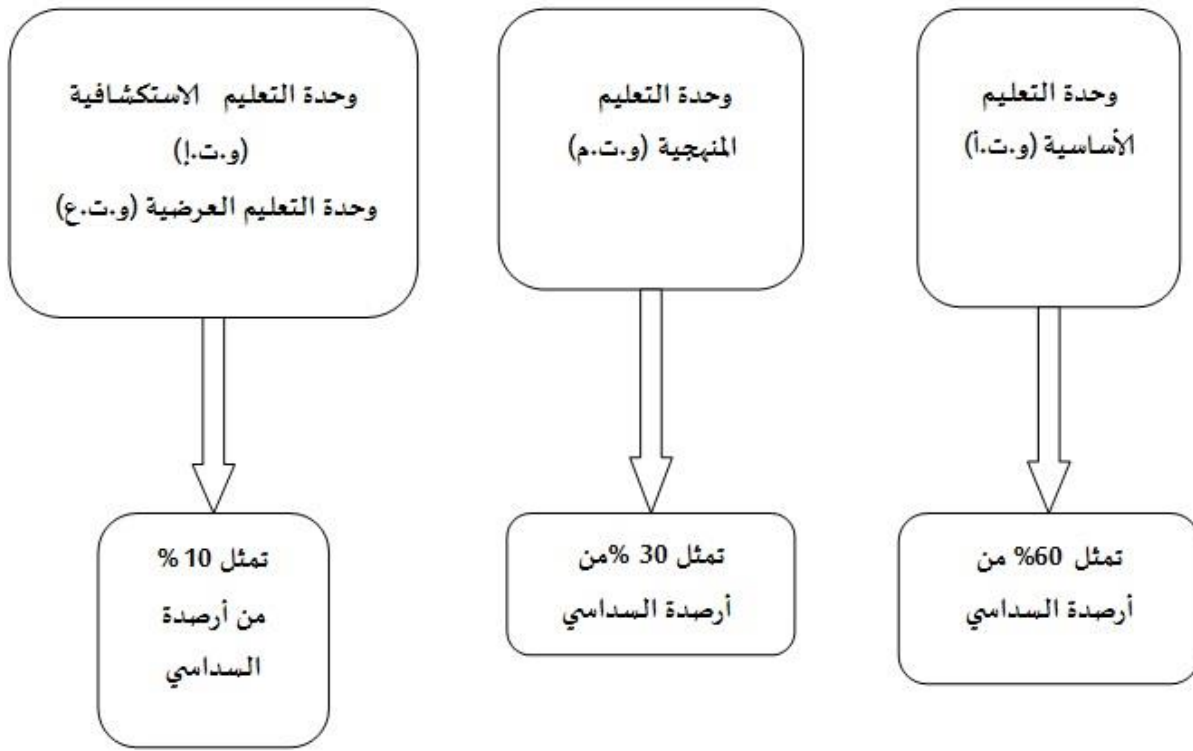 وحدة التعليم
الأساسية (و.ت.أ)
وحدة التعليم
المنهجية (و.ت.م)
وحدة التعليم الاستكشافية
(و.ت.إ)
وحدة التعليم العرضية (و.ت.ع)
تمثل 60% من
أرصدة السداسي
تمثل 30 %من
أرصدة السداسي
تمثل 10 %
من أرصدة
السداسي